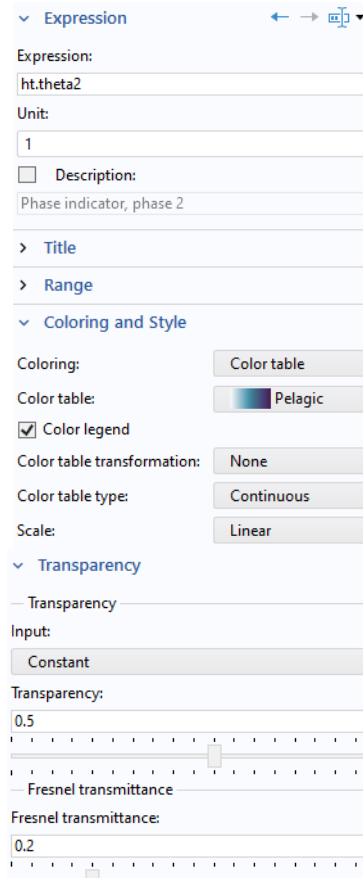 Expression
Expression:
ht.theta2
Unit:
1
Description:
Phase indicator, phase 2
Title
Range
Coloring and Style
Coloring: Color table
Color table: Pelagic
Color legend
Color table transformation: None
Color table type: Continuous
Scale: Linear
Transparency
Transparency
Input:
Constant
Transparency:
0.5
Fresnel transmittance
Fresnel transmittance:
0.2